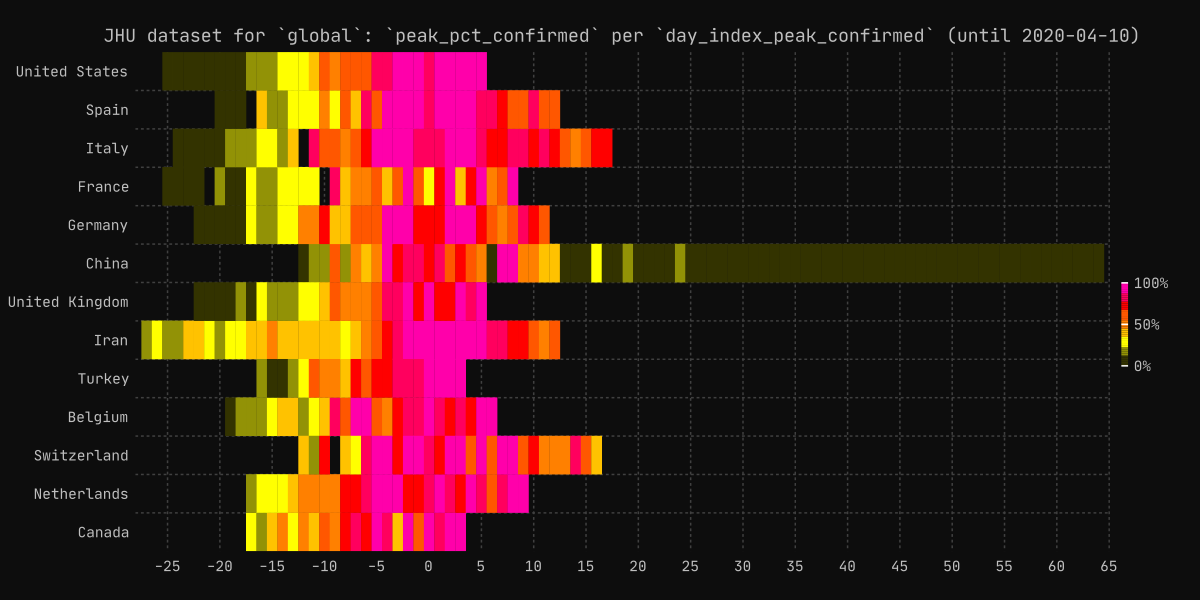 JHU dataset for `global`: `peak_pct_confirmed` per `day_index_peak_confirmed` (until 2020-04-10)
United States
Spain
Italy
France
Germany
China
United Kingdom
Iran
Turkey
Belgium
Switzerland
Netherlands
Canada
100%
50%
0%
-25 -20 -15 -10 -5 0 5 10 15 20 25 30 35 40 45 50 55 60 65